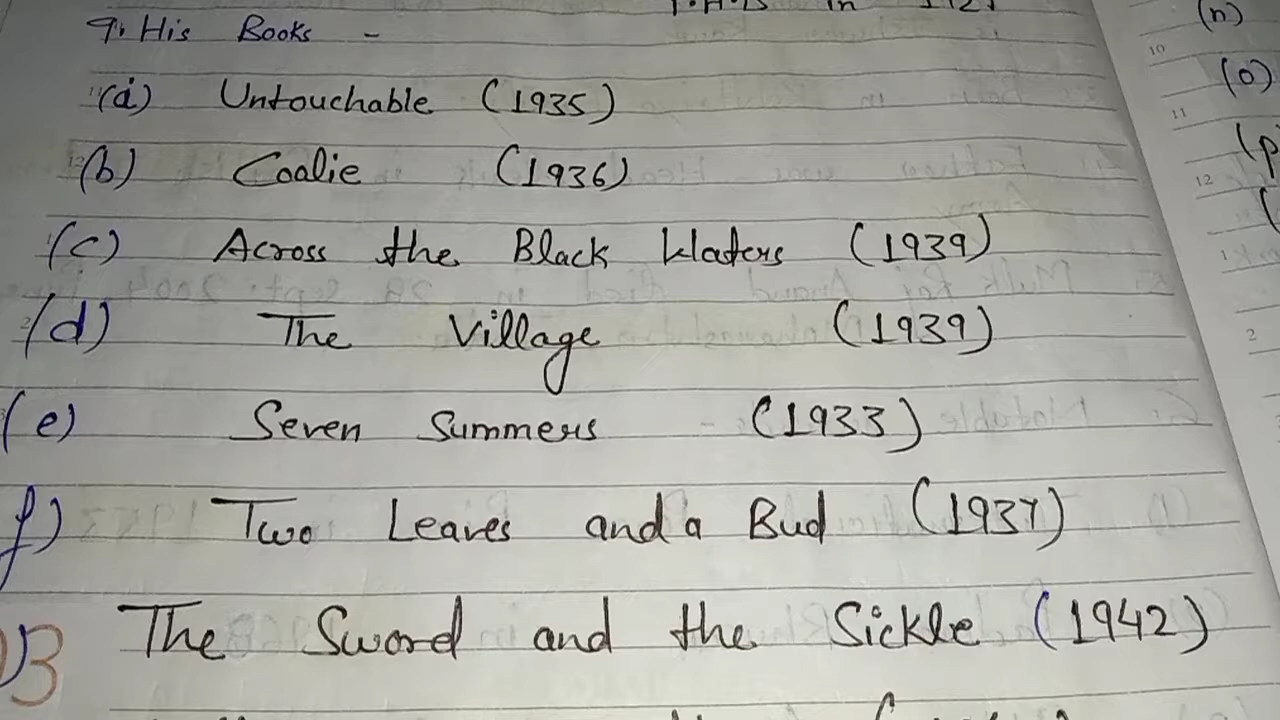 9. His Books -
(a) Untouchable (1935)
(b) Coalie (1936)
(c) Across the Black Waters (1939)
(d) The Village (1939)
(e) Seven Summers (1933)
f) Two Leaves and a Bud (1937)
The Sword and the Sickle (1942)
(n)
(o)
(p